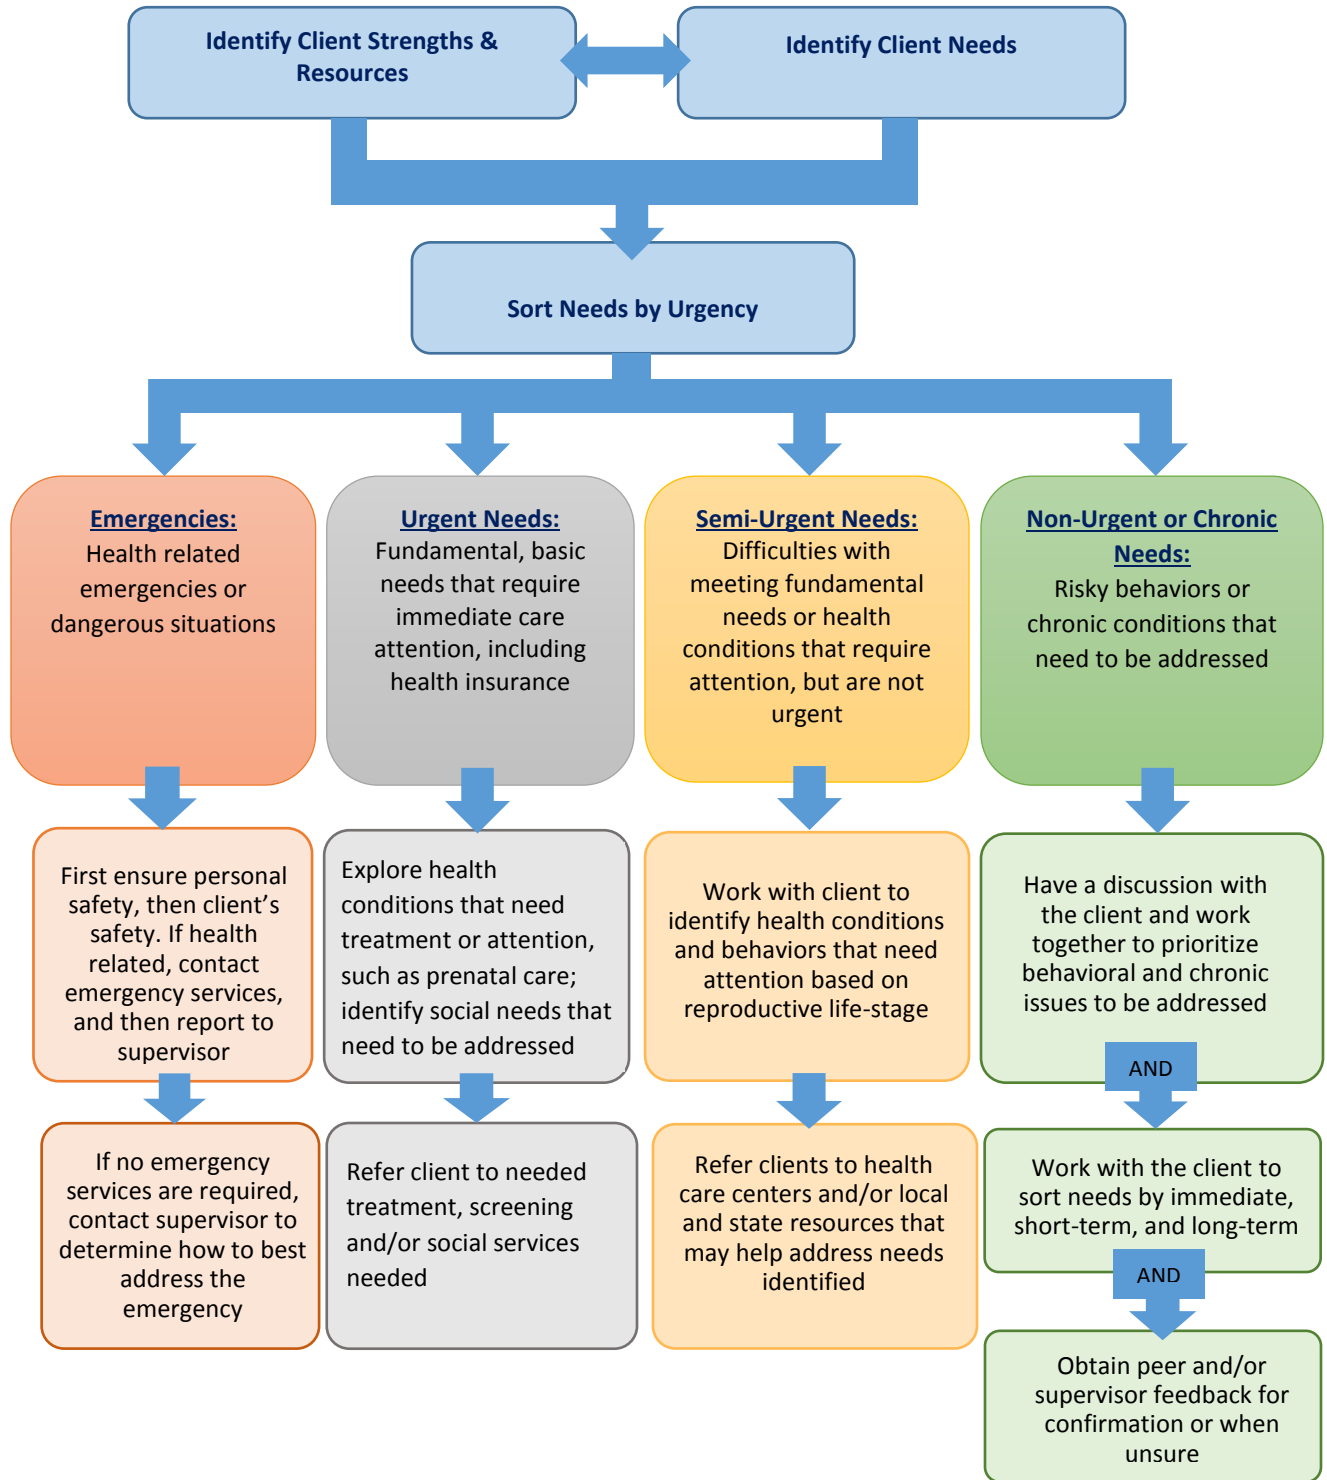 Identify Client Strengths &
Resources
Identify Client Needs
Sort Needs by Urgency
Emergencies:
Health related
emergencies or
dangerous situations
Urgent Needs:
Fundamental, basic
needs that require
immediate care
attention, including
health insurance
Semi-Urgent Needs:
Difficulties with
meeting fundamental
needs or health
conditions that require
attention, but are not
urgent
Non-Urgent or Chronic
Needs:
Risky behaviors or
chronic conditions that
need to be addressed
First ensure personal
safety, then client’s
safety. If health
related, contact
emergency services,
and then report to
supervisor
Explore health
conditions that need
treatment or attention,
such as prenatal care;
identify social needs that
need to be addressed
Work with client to
identify health conditions
and behaviors that need
attention based on
reproductive life-stage
Have a discussion with
the client and work
together to prioritize
behavioral and chronic
issues to be addressed
AND
If no emergency
services are required,
contact supervisor to
determine how to best
address the
emergency
Refer client to needed
treatment, screening
and/or social services
needed
Refer clients to health
care centers and/or local
and state resources that
may help address needs
identified
Work with the client to
sort needs by immediate,
short-term, and long-term
AND
Obtain peer and/or
supervisor feedback for
confirmation or when
unsure